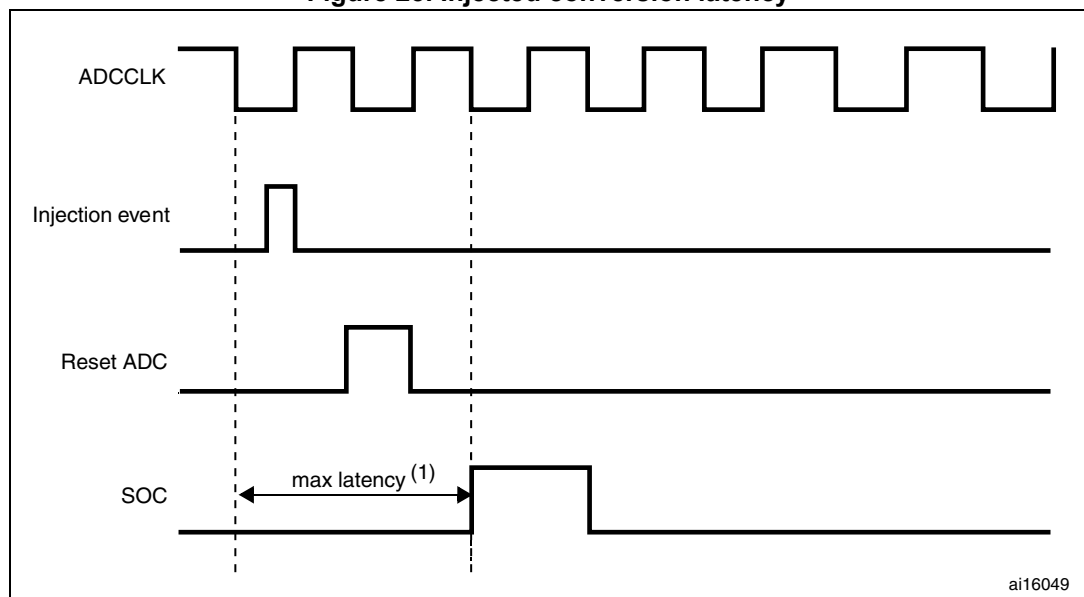 ADCCLK
Injection event
Reset ADC
max latency (1)
SOC
ai16049